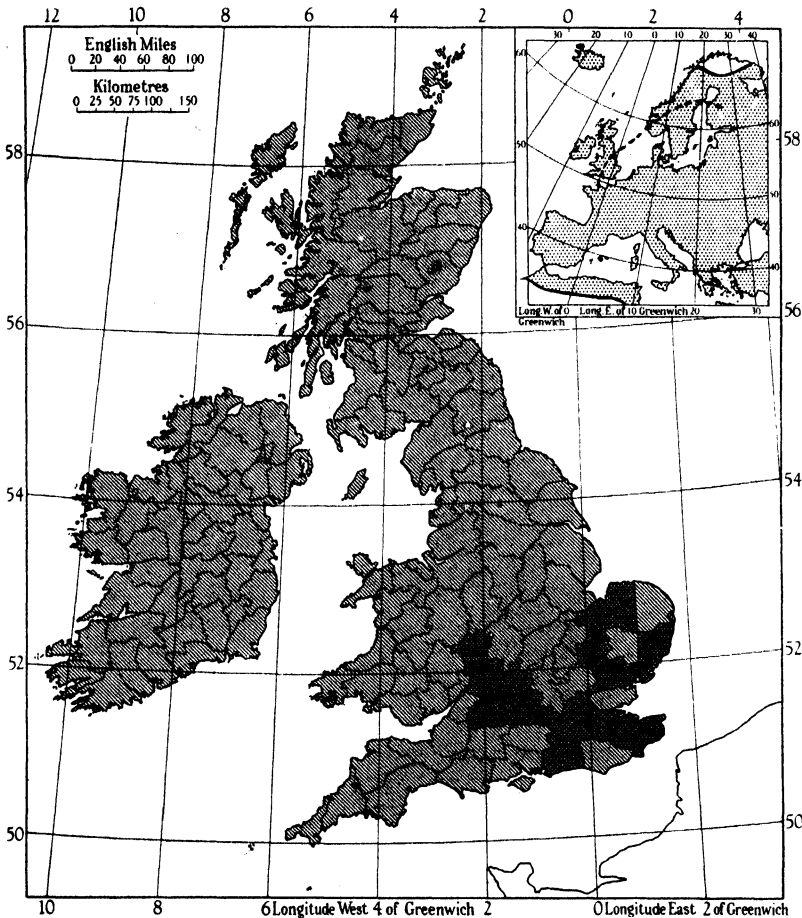 12 10 8 6 4 2 0 2 4
English Miles
0 20 40 60 80 100
Kilometres
0 25 50 75 100 150
30 20 10 0 10 20 30 40
60
50
40
60
50
40
Long. W. of 0 Long. E. of 10 Greenwich 20 30
Greenwich
58 58
56 56
54 54
52 52
50 50
10 8 6 Longitude West 4 of Greenwich 2 0 Longitude East 2 of Greenwich